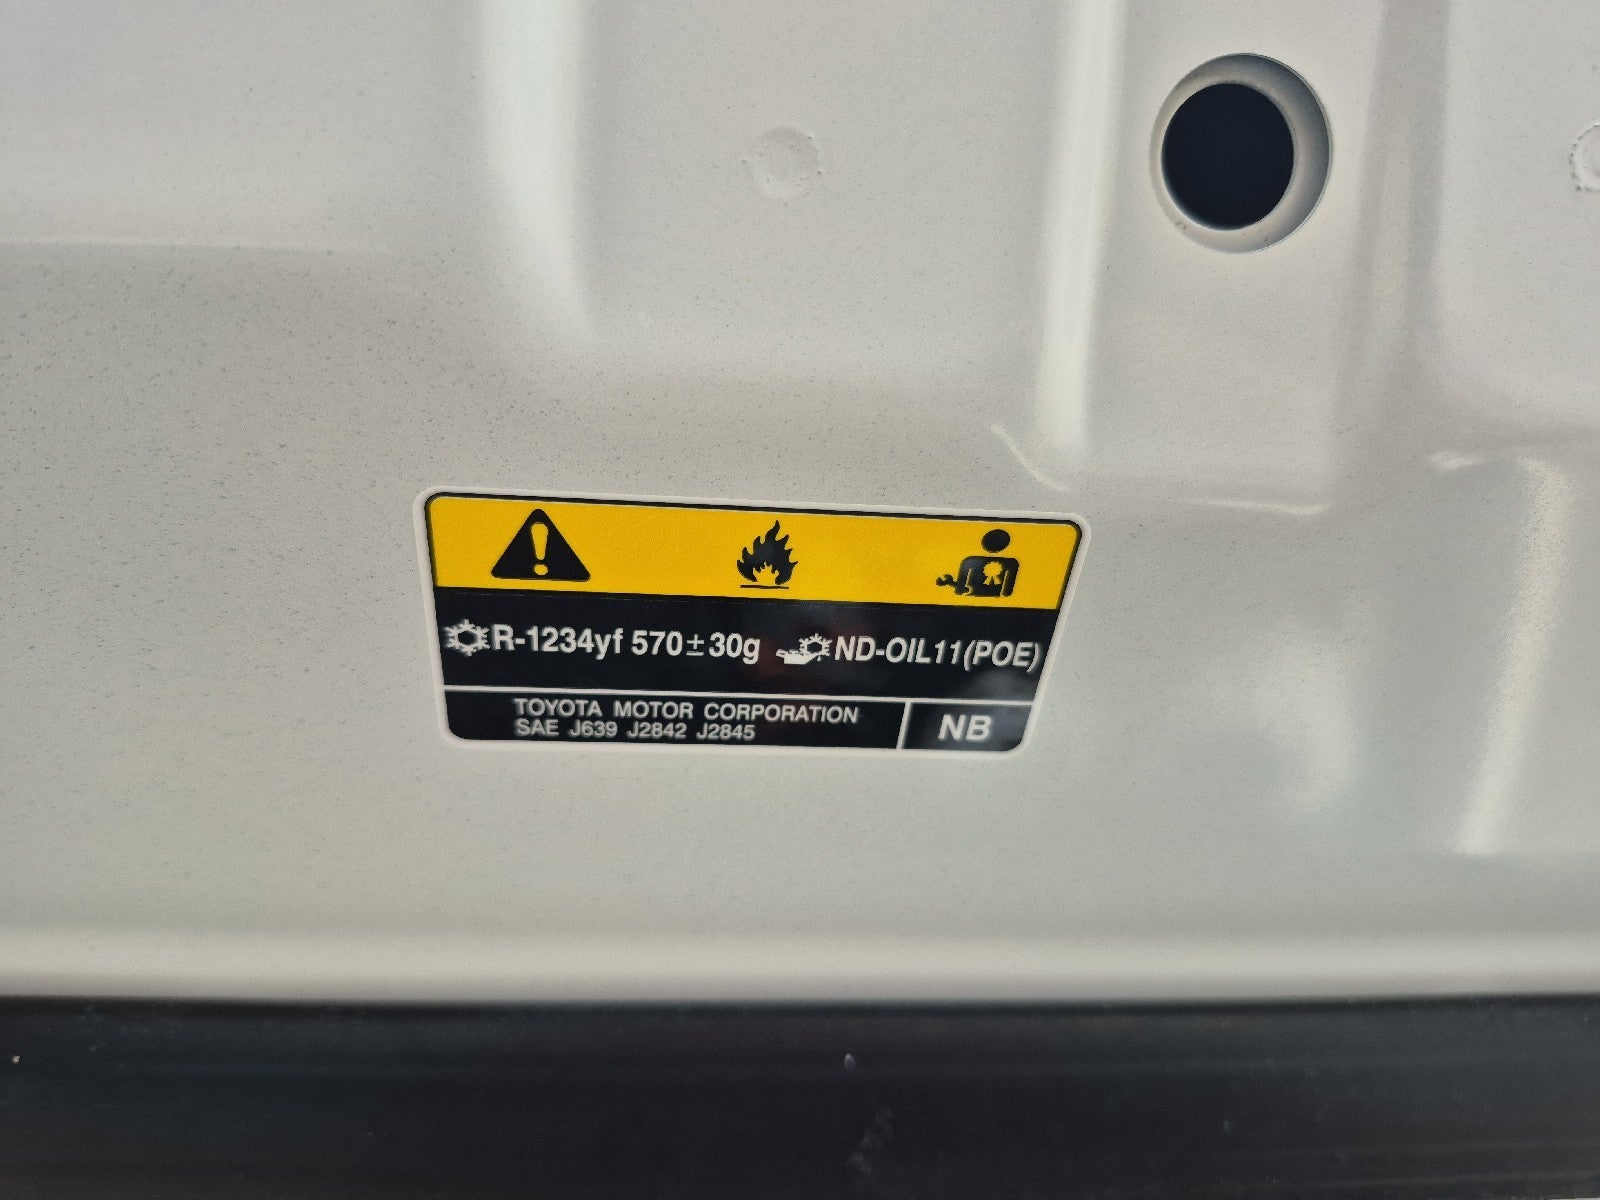 R-1234yf 570±30g ND-OIL11(POE)
TOYOTA MOTOR CORPORATION
SAE J639 J2842 J2845
NB